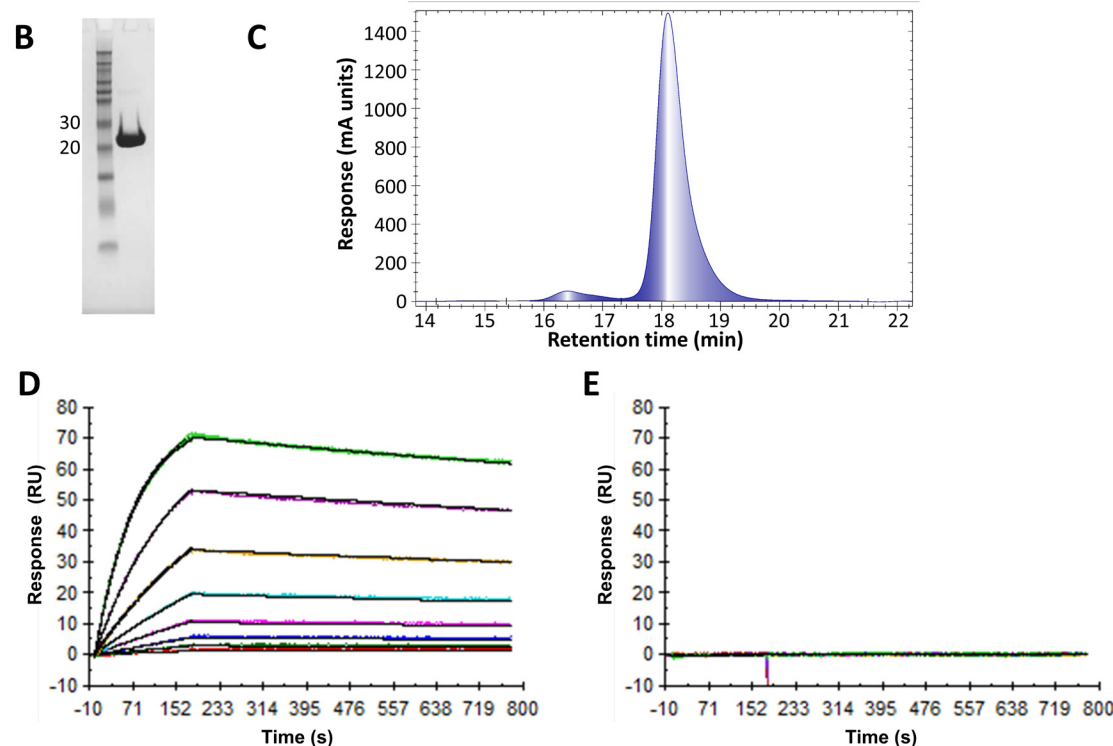 B
30
20
C
Response (mA units)
1400
1200
1000
800
600
400
200
0
14 15 16 17 18 19 20 21 22
Retention time (min)
D
Response (RU)
80
70
60
50
40
30
20
10
0
-10
-10 71 152 233 314 395 476 557 638 719 800
Time (s)
E
Response (RU)
80
70
60
50
40
30
20
10
0
-10
-10 71 152 233 314 395 476 557 638 719 800
Time (s)